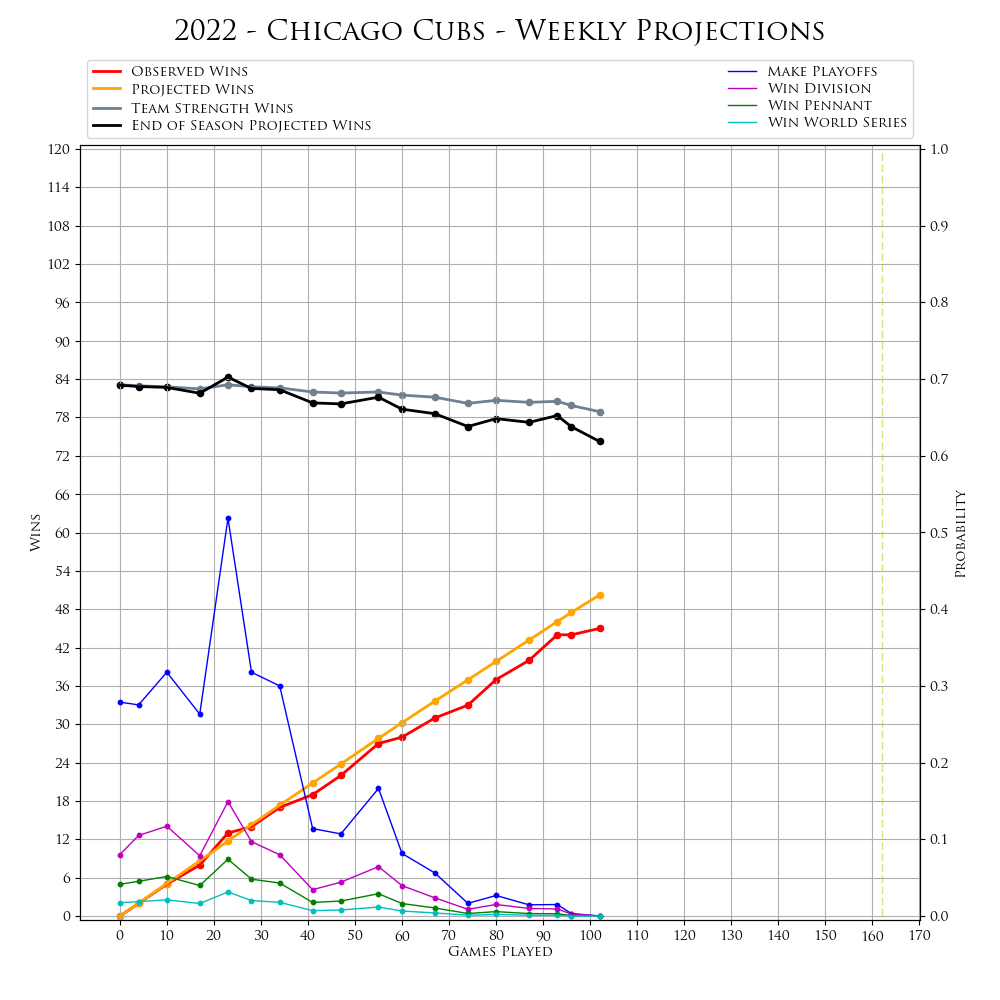 2022 - Chicago Cubs - Weekly Projections
Observed Wins
Projected Wins
Team Strength Wins
End of Season Projected Wins
Make Playoffs
Win Division
Win Pennant
Win World Series
120
114
108
102
96
90
84
78
72
66
60
54
48
42
36
30
24
18
12
6
0
Wins
1.0
0.9
0.8
0.7
0.6
0.5
0.4
0.3
0.2
0.1
0.0
Probability
0 10 20 30 40 50 60 70 80 90 100 110 120 130 140 150 160 170
Games Played